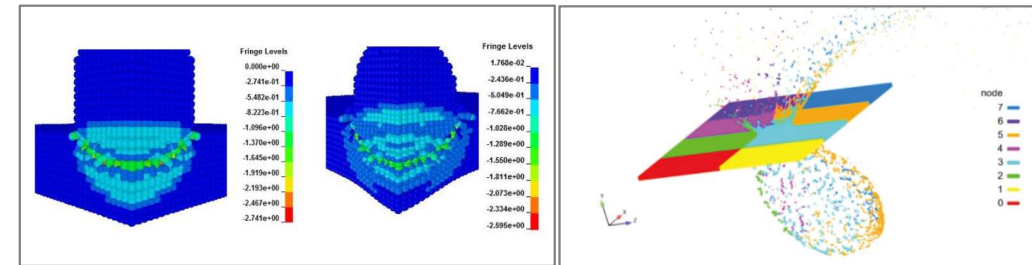 Fringe Levels
0.000e+00
-2.741e-01
-5.482e-01
-8.223e-01
-1.096e+00
-1.370e+00
-1.645e+00
-1.919e+00
-2.193e+00
-2.467e+00
-2.741e+00
Fringe Levels
1.768e-02
-2.436e-01
-5.049e-01
-7.662e-01
-1.028e+00
-1.289e+00
-1.550e+00
-1.811e+00
-2.073e+00
-2.334e+00
-2.595e+00
node
7
6
5
4
3
2
1
0
Y
X
Z